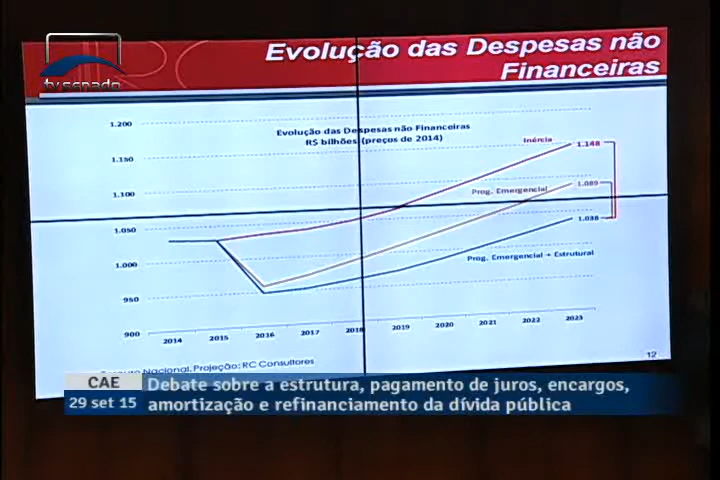 Evolução das Despesas não
Financeiras
tv senado
Evolução das Despesas não Financeiras
R$ bilhões (preços de 2014)
1.200
1.150
1.100
1.050
1.000
950
900
Inércia
1.148
Prog. Emergencial
1.089
1.038
Prog. Emergencial + Estrutural
2014 2015 2016 2017 2018 2019 2020 2021 2022 2023
Nacional. Projeção: RC Consultores
12
CAE
29 set 15
Debate sobre a estrutura, pagamento de juros, encargos,
amortização e refinanciamento da dívida pública